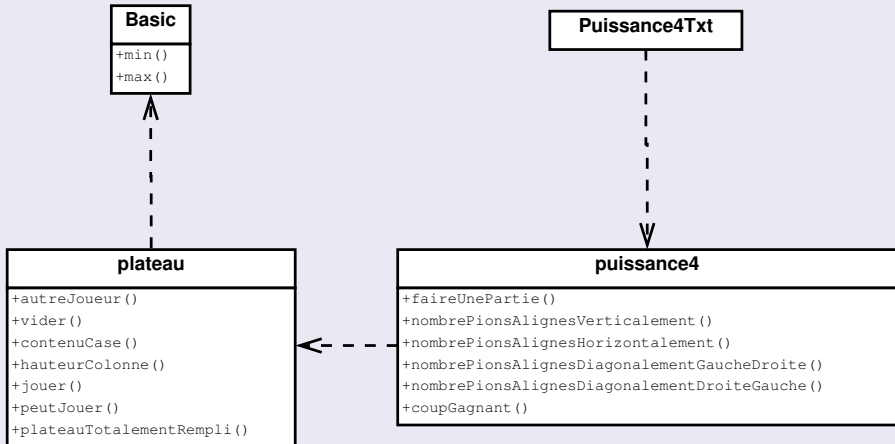 Basic
+min()
+max()
Puissance4Txt
plateau
+autreJoueur()
+vider()
+contenuCase()
+hauteurColonne()
+jouer()
+peutJouer()
+plateauTotalementRempli()
puissance4
+faireUnePartie()
+nombrePionsAlignesVerticalement()
+nombrePionsAlignesHorizontalement()
+nombrePionsAlignesDiagonalementGaucheDroite()
+nombrePionsAlignesDiagonalementDroiteGauche()
+coupGagnant()